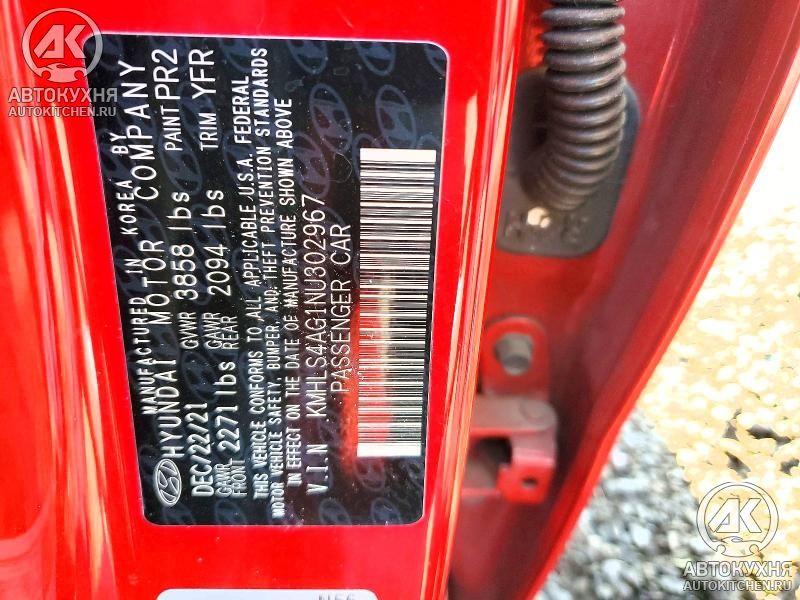 MANUFACTURED IN KOREA BY
HYUNDAI MOTOR COMPANY
DEC/22/21 GVWR 3858 lbs PAINT PR2
GAWR FRONT 2271 lbs GAWR REAR 2094 lbs TRIM YFR
THIS VEHICLE CONFORMS TO ALL APPLICABLE U.S.A. FEDERAL
MOTOR VEHICLE SAFETY, BUMPER, AND THEFT PREVENTION STANDARDS
IN EFFECT ON THE DATE OF MANUFACTURE SHOWN ABOVE
V.I.N KMHLS4AG1NU302967
PASSENGER CAR
АК
АВТОКУХНЯ
AUTOKITCHEN.RU
АК
АВТОКУХНЯ
AUTOKITCHEN.RU